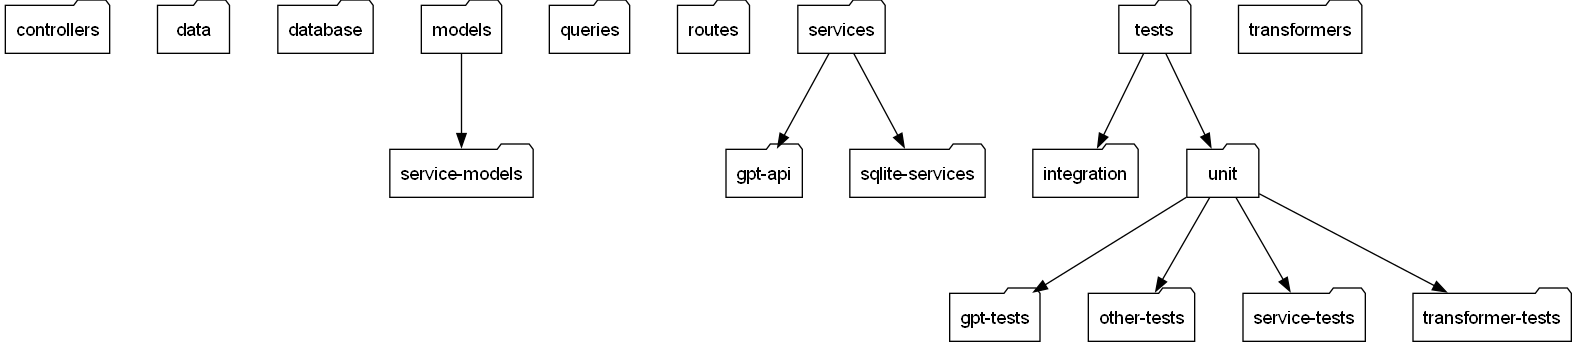 controllers
data
database
models
queries
routes
services
tests
transformers
service-models
gpt-api
sqlite-services
integration
unit
gpt-tests
other-tests
service-tests
transformer-tests